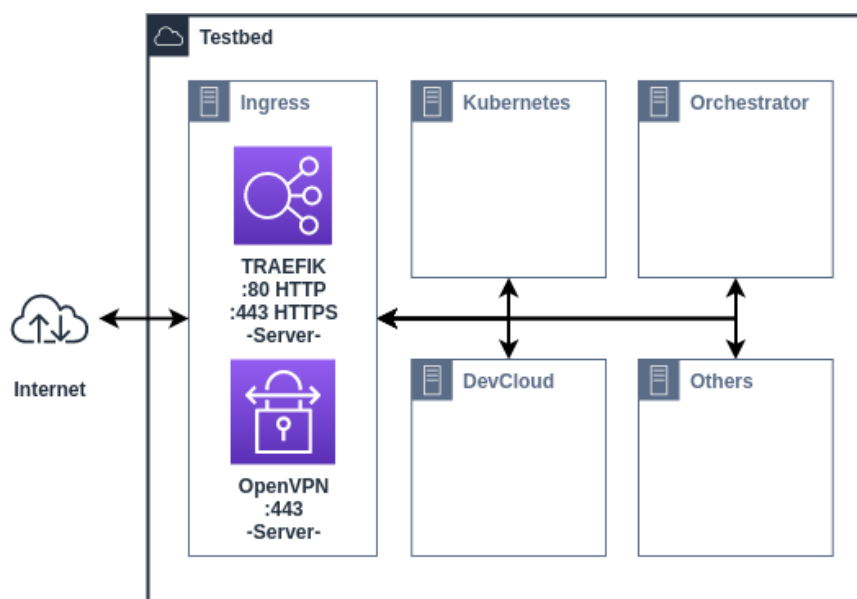 Testbed
Ingress
Kubernetes
Orchestrator
TRAEFIK
:80 HTTP
:443 HTTPS
-Server-
Internet
DevCloud
Others
OpenVPN
:443
-Server-